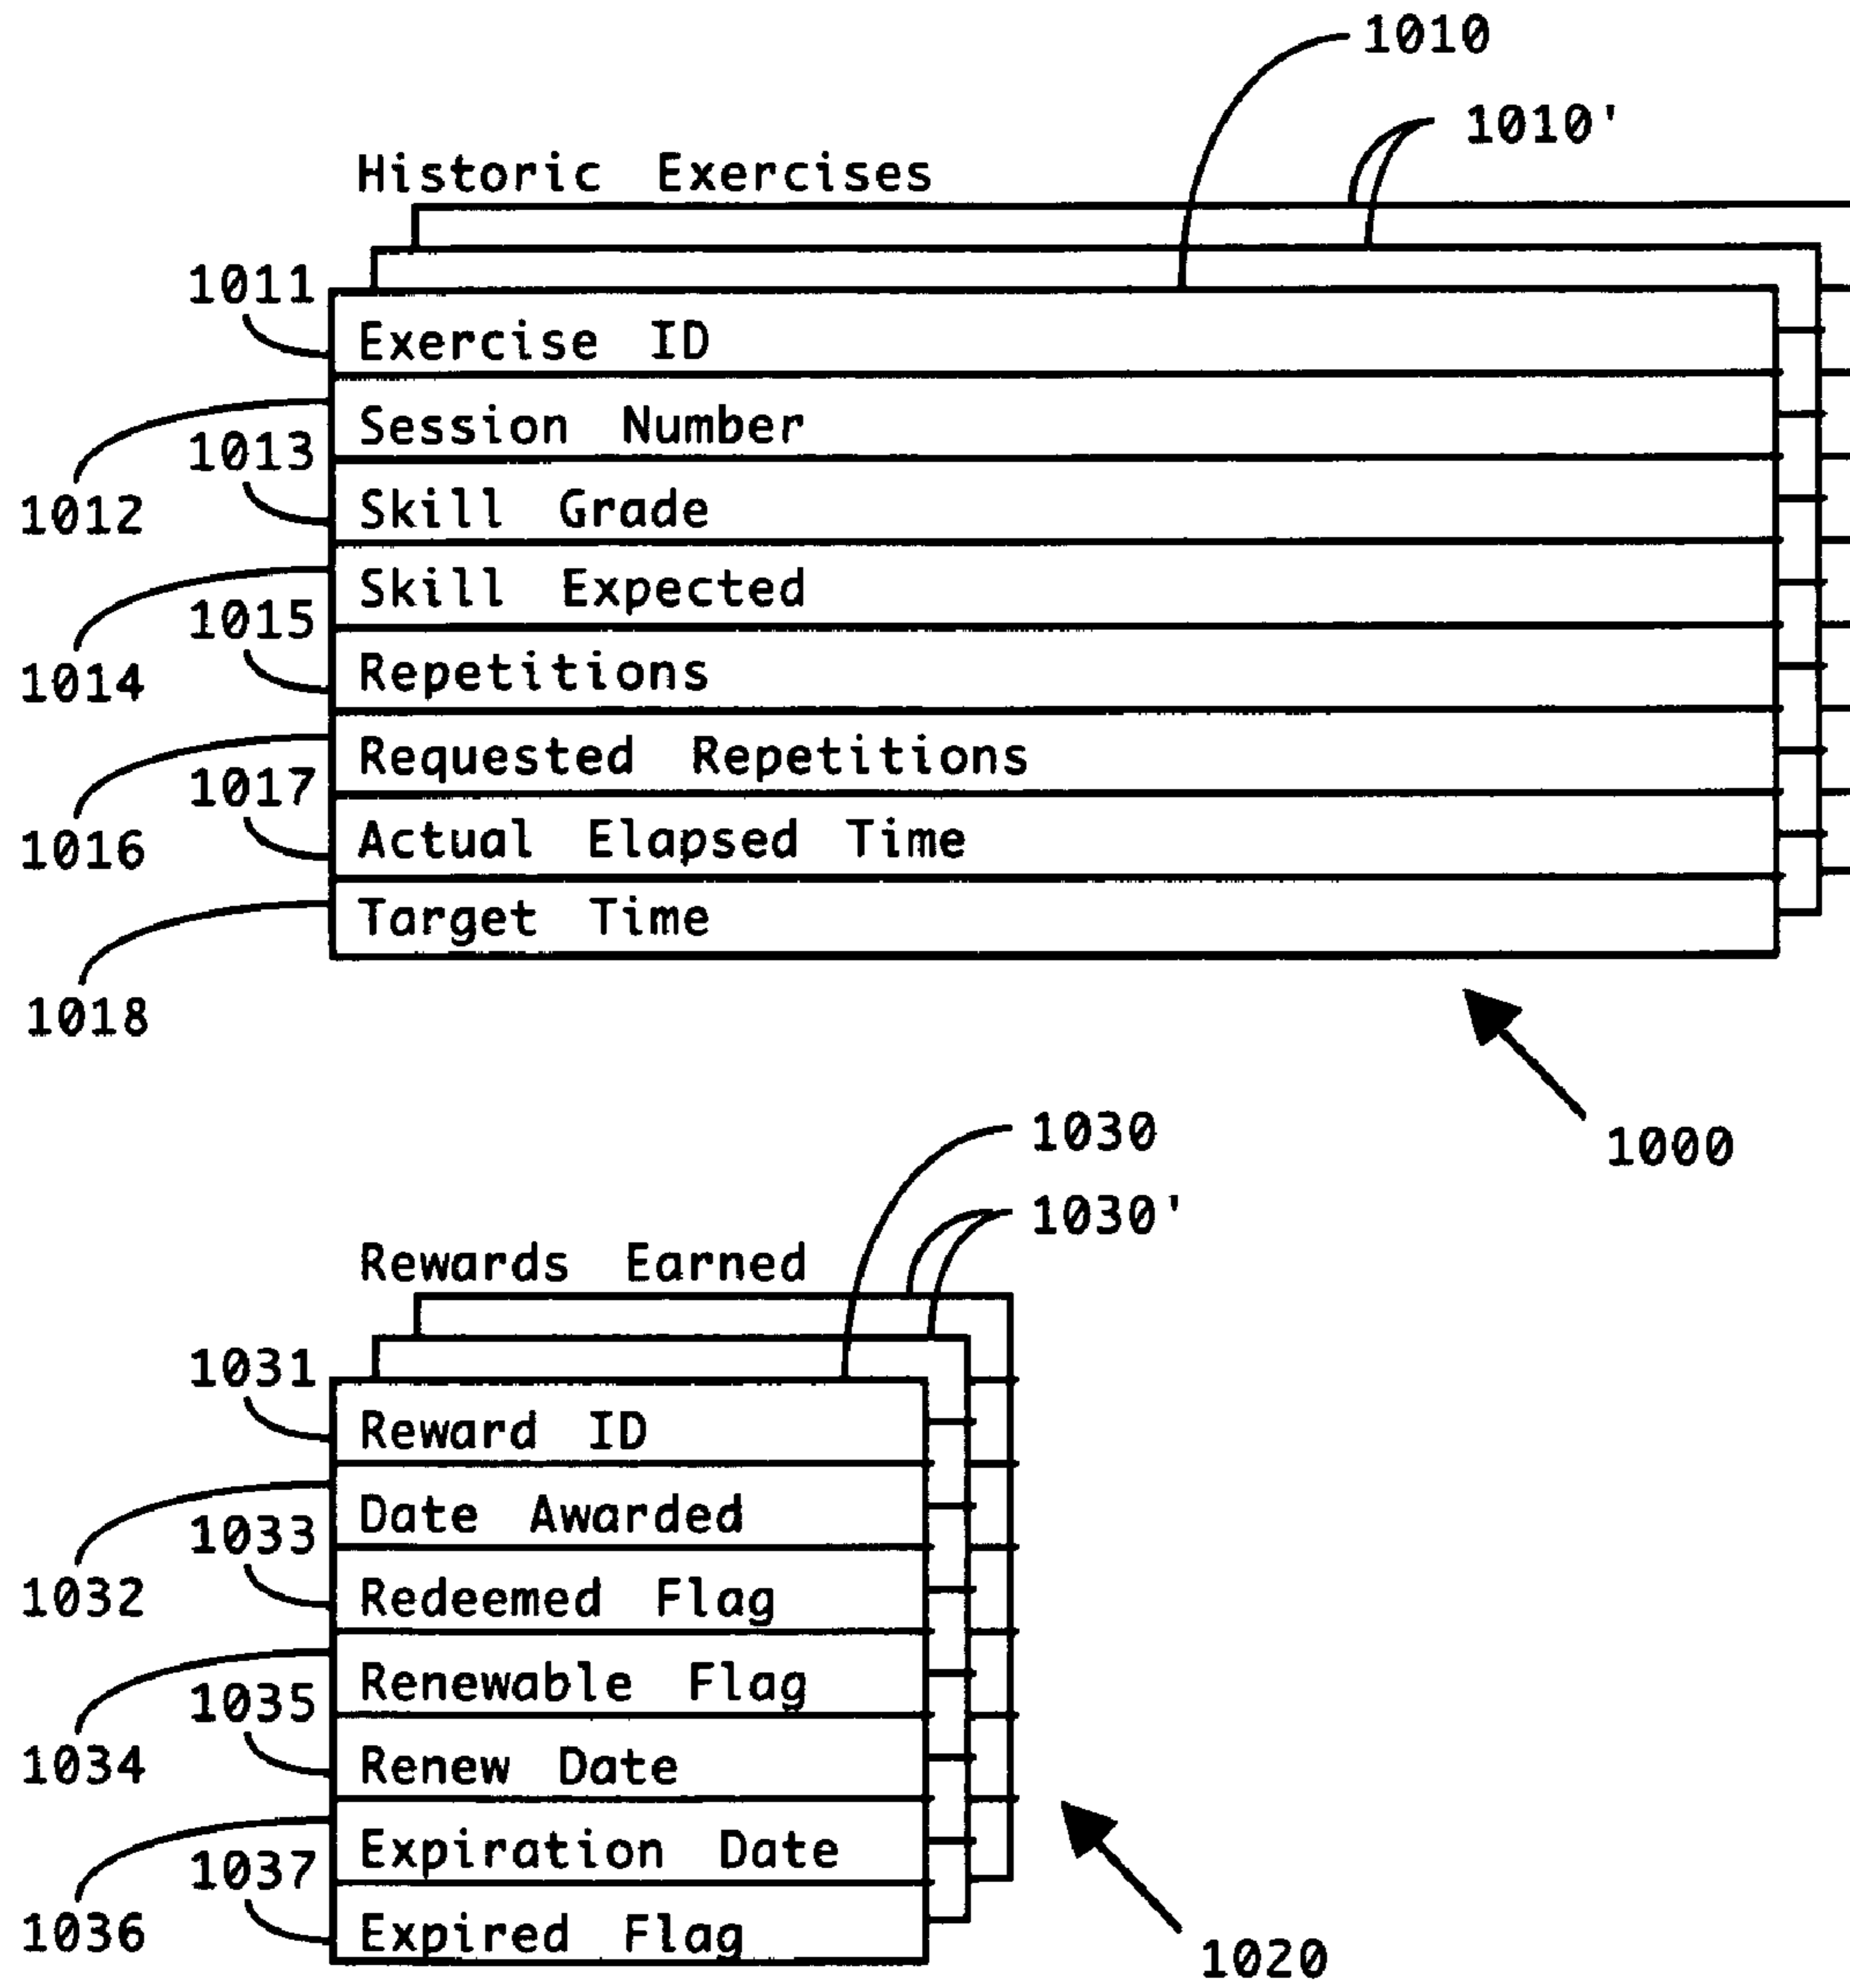 1010
1010'
Historic Exercises
1011
Exercise ID
1012
Session Number
1013
Skill Grade
1014
Skill Expected
1015
Repetitions
1016
Requested Repetitions
1017
Actual Elapsed Time
1018
Target Time
1000
1030
1030'
Rewards Earned
1031
Reward ID
1032
Date Awarded
1033
Redeemed Flag
1034
Renewable Flag
1035
Renew Date
1036
Expiration Date
1037
Expired Flag
1020